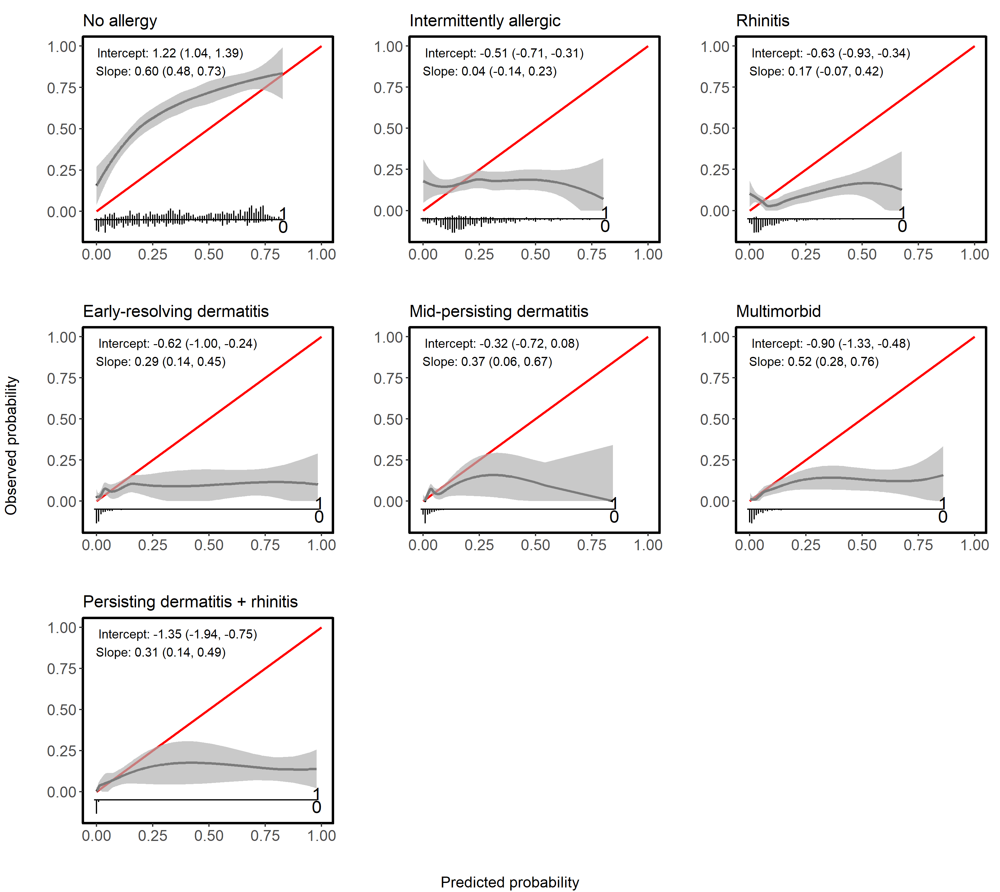 No allergy
Intercept: 1.22 (1.04, 1.39)
Slope: 0.60 (0.48, 0.73)
1.00
0.75
0.50
0.25
0.00
1
0
0.00 0.25 0.50 0.75 1.00
Intermittently allergic
Intercept: -0.51 (-0.71, -0.31)
Slope: 0.04 (-0.14, 0.23)
1.00
0.75
0.50
0.25
0.00
1
0
0.00 0.25 0.50 0.75 1.00
Rhinitis
Intercept: -0.63 (-0.93, -0.34)
Slope: 0.17 (-0.07, 0.42)
1.00
0.75
0.50
0.25
0.00
1
0
0.00 0.25 0.50 0.75 1.00
Observed probability
Early-resolving dermatitis
Intercept: -0.62 (-1.00, -0.24)
Slope: 0.29 (0.14, 0.45)
1.00
0.75
0.50
0.25
0.00
1
0
0.00 0.25 0.50 0.75 1.00
Mid-persisting dermatitis
Intercept: -0.32 (-0.72, 0.08)
Slope: 0.37 (0.06, 0.67)
1.00
0.75
0.50
0.25
0.00
1
0
0.00 0.25 0.50 0.75 1.00
Multimorbid
Intercept: -0.90 (-1.33, -0.48)
Slope: 0.52 (0.28, 0.76)
1.00
0.75
0.50
0.25
0.00
1
0
0.00 0.25 0.50 0.75 1.00
Persisting dermatitis + rhinitis
Intercept: -1.35 (-1.94, -0.75)
Slope: 0.31 (0.14, 0.49)
1.00
0.75
0.50
0.25
0.00
1
0
0.00 0.25 0.50 0.75 1.00
Predicted probability